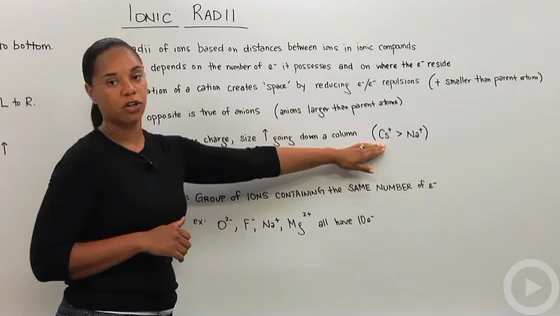 IONIC RADII
to bottom.
adii of ions based on distances between ions in ionic compounds
depends on the number of e⁻ it possesses and on where the e⁻ reside
ation of a cation creates 'space' by reducing e⁻/e⁻ repulsions (+ smaller than parent atom)
L to R.
opposite is true of anions (anions larger than parent atoms)
↑
charge, size ↑ going down a column (Cs⁺ > Na⁺)
: GROUP OF IONS CONTAINING THE SAME NUMBER OF e⁻
ex: O²⁻, F⁻, Na⁺, Mg²⁺ all have 10e⁻